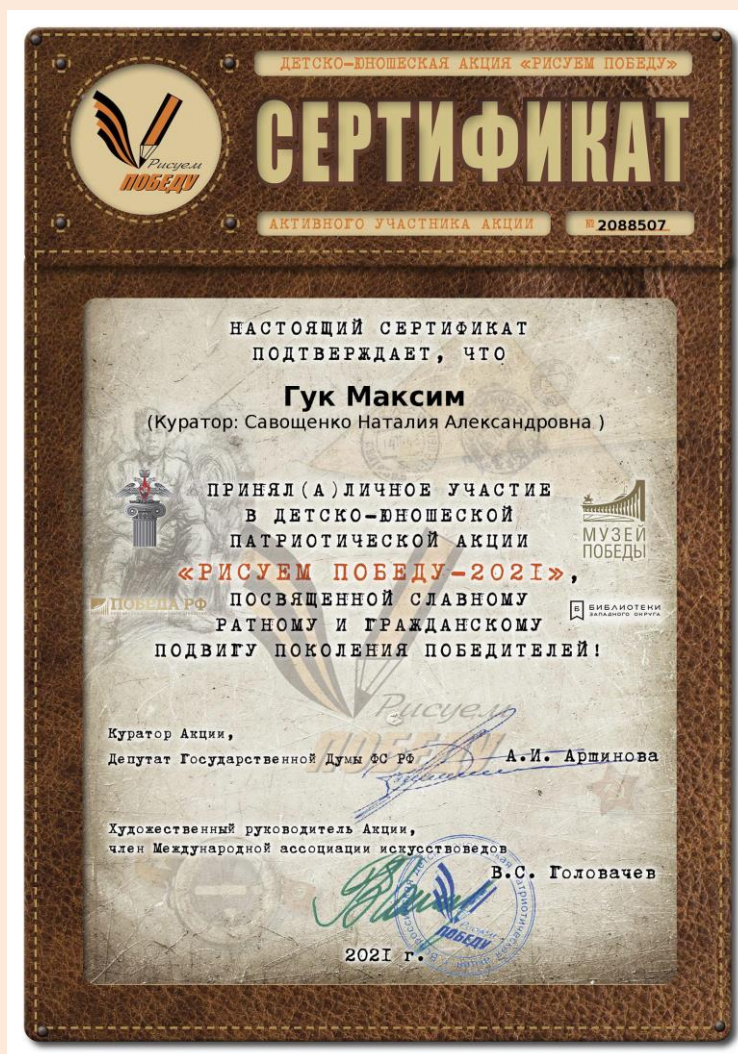 ДЕТСКО-ЮНОШЕСКАЯ АКЦИЯ «РИСУЕМ ПОБЕДУ»
Рисуем
ПОБЕДУ
СЕРТИФИКАТ
АКТИВНОГО УЧАСТНИКА АКЦИИ
№ 2088507
НАСТОЯЩИЙ СЕРТИФИКАТ
ПОДТВЕРЖДАЕТ, ЧТО
Гук Максим
(Куратор: Савощенко Наталия Александровна )
ПРИНЯЛ(А)ЛИЧНОЕ УЧАСТИЕ
В ДЕТСКО-ЮНОШЕСКОЙ
ПАТРИОТИЧЕСКОЙ АКЦИИ
«РИСУЕМ ПОБЕДУ-2021»,
ПОСВЯЩЕННОЙ СЛАВНОМУ
РАТНОМУ И ГРАЖДАНСКОМУ
ПОДВИГУ ПОКОЛЕНИЯ ПОБЕДИТЕЛЕЙ!
МУЗЕЙ
ПОБЕДЫ
ПОБЕДА РФ
Б БИБЛИОТЕКИ
ЗАПАДНОГО ОКРУГА
Рисуем
ПОБЕДУ
Куратор Акции,
Депутат Государственной Думы ФС РФ
А.И. Аршинова
Художественный руководитель Акции,
член Международной ассоциации искусствоведов
В.С. Головачев
ПОБЕДУ
2021 г.